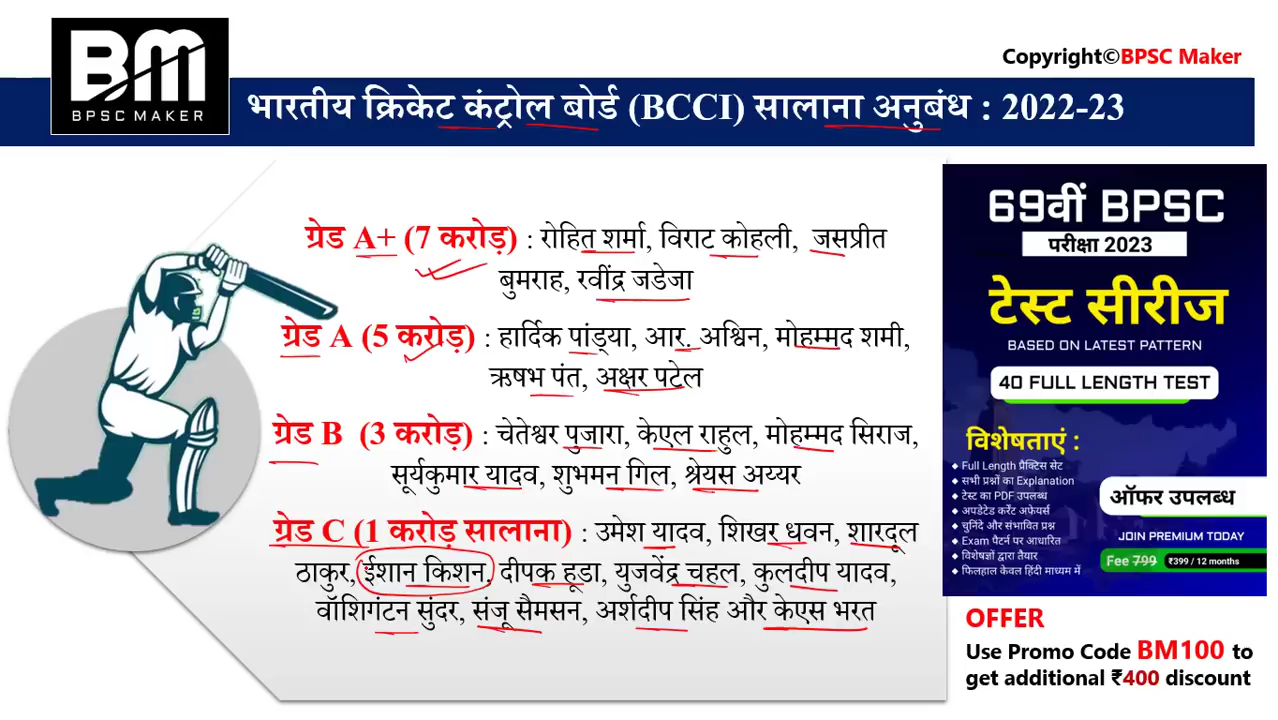 BM
BPSC MAKER
Copyright©BPSC Maker
भारतीय क्रिकेट कंट्रोल बोर्ड (BCCI) सालाना अनुबंध : 2022-23
ग्रेड A+ (7 करोड़) : रोहित शर्मा, विराट कोहली, जसप्रीत
बुमराह, रवींद्र जडेजा
ग्रेड A (5 करोड़) : हार्दिक पांड्या, आर. अश्विन, मोहम्मद शमी,
ऋषभ पंत, अक्षर पटेल
ग्रेड B (3 करोड़) : चेतेश्वर पुजारा, केएल राहुल, मोहम्मद सिराज,
सूर्यकुमार यादव, शुभमन गिल, श्रेयस अय्यर
ग्रेड C (1 करोड़ सालाना) : उमेश यादव, शिखर धवन, शारदूल
ठाकुर, ईशान किशन, दीपक हूडा, युजवेंद्र चहल, कुलदीप यादव,
वॉशिगंटन सुंदर, संजू सैमसन, अर्शदीप सिंह और केएस भरत
69वीं BPSC
परीक्षा 2023
टेस्ट सीरीज
BASED ON LATEST PATTERN
40 FULL LENGTH TEST
विशेषताएं :
◆ Full Length प्रैक्टिस सेट
◆ सभी प्रश्नों का Explanation
◆ टेस्ट का PDF उपलब्ध
◆ अपडेटेड करेंट अफेयर्स
◆ चुनिंदे और संभावित प्रश्न
◆ Exam पैटर्न पर आधारित
◆ विशेषज्ञों द्वारा तैयार
◆ फिलहाल केवल हिंदी माध्यम में
ऑफर उपलब्ध
JOIN PREMIUM TODAY
Fee 799 ₹399 / 12 months
OFFER
Use Promo Code BM100 to
get additional ₹400 discount